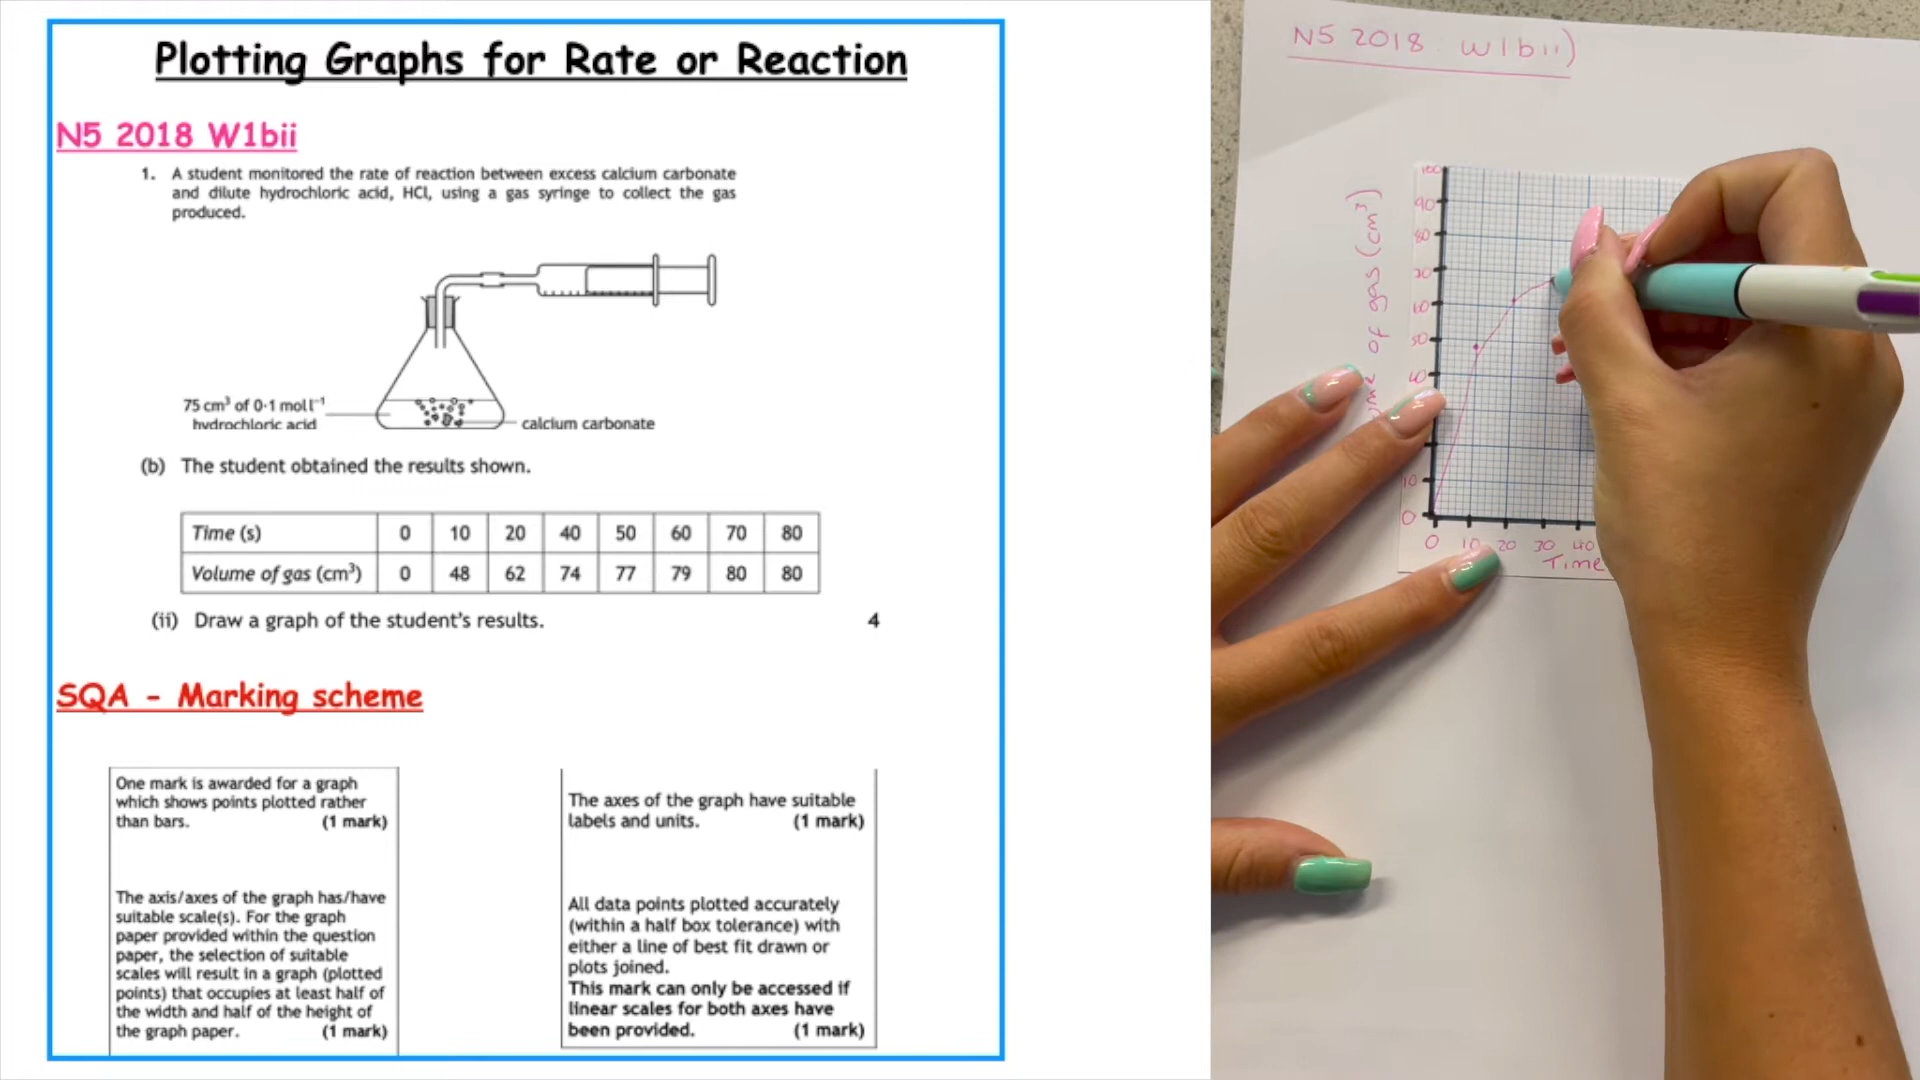 Plotting Graphs for Rate or Reaction
N5 2018 W1bii
1. A student monitored the rate of reaction between excess calcium carbonate
and dilute hydrochloric acid, HCl, using a gas syringe to collect the gas
produced.
75 cm³ of 0·1 mol l⁻¹
hydrochloric acid
calcium carbonate
(b) The student obtained the results shown.
Time (s) 0 10 20 40 50 60 70 80
Volume of gas (cm³) 0 48 62 74 77 79 80 80
(ii) Draw a graph of the student's results. 4
SQA - Marking scheme
One mark is awarded for a graph
which shows points plotted rather
than bars. (1 mark)
The axis/axes of the graph has/have
suitable scale(s). For the graph
paper provided within the question
paper, the selection of suitable
scales will result in a graph (plotted
points) that occupies at least half of
the width and half of the height of
the graph paper. (1 mark)
The axes of the graph have suitable
labels and units. (1 mark)
All data points plotted accurately
(within a half box tolerance) with
either a line of best fit drawn or
plots joined.
This mark can only be accessed if
linear scales for both axes have
been provided. (1 mark)
N5 2018 W1bii)
of gas (cm³)
100
90
80
70
60
50
40
10
0
0 10 20 30 40
Time